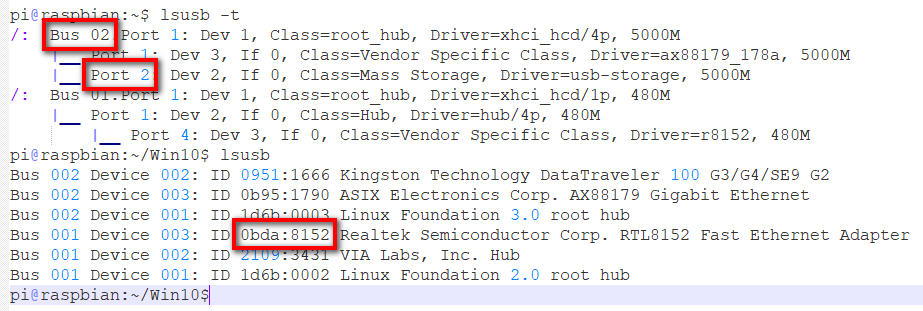 pi@raspbian:~$ lsusb -t
/:  Bus 02.Port 1: Dev 1, Class=root_hub, Driver=xhci_hcd/4p, 5000M
    |__ Port 1: Dev 3, If 0, Class=Vendor Specific Class, Driver=ax88179_178a, 5000M
    |__ Port 2: Dev 2, If 0, Class=Mass Storage, Driver=usb-storage, 5000M
/:  Bus 01.Port 1: Dev 1, Class=root_hub, Driver=xhci_hcd/1p, 480M
    |__ Port 1: Dev 2, If 0, Class=Hub, Driver=hub/4p, 480M
        |__ Port 4: Dev 3, If 0, Class=Vendor Specific Class, Driver=r8152, 480M
pi@raspbian:~/Win10$ lsusb
Bus 002 Device 002: ID 0951:1666 Kingston Technology DataTraveler 100 G3/G4/SE9 G2
Bus 002 Device 003: ID 0b95:1790 ASIX Electronics Corp. AX88179 Gigabit Ethernet
Bus 002 Device 001: ID 1d6b:0003 Linux Foundation 3.0 root hub
Bus 001 Device 003: ID 0bda:8152 Realtek Semiconductor Corp. RTL8152 Fast Ethernet Adapter
Bus 001 Device 002: ID 2109:3431 VIA Labs, Inc. Hub
Bus 001 Device 001: ID 1d6b:0002 Linux Foundation 2.0 root hub
pi@raspbian:~/Win10$